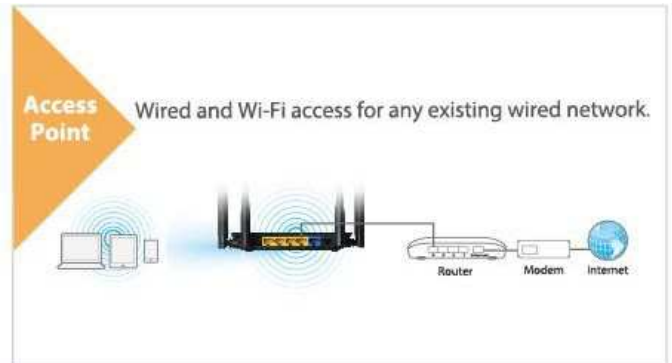 Access
Point
Wired and Wi-Fi access for any existing wired network.
Router
Modem
Internet